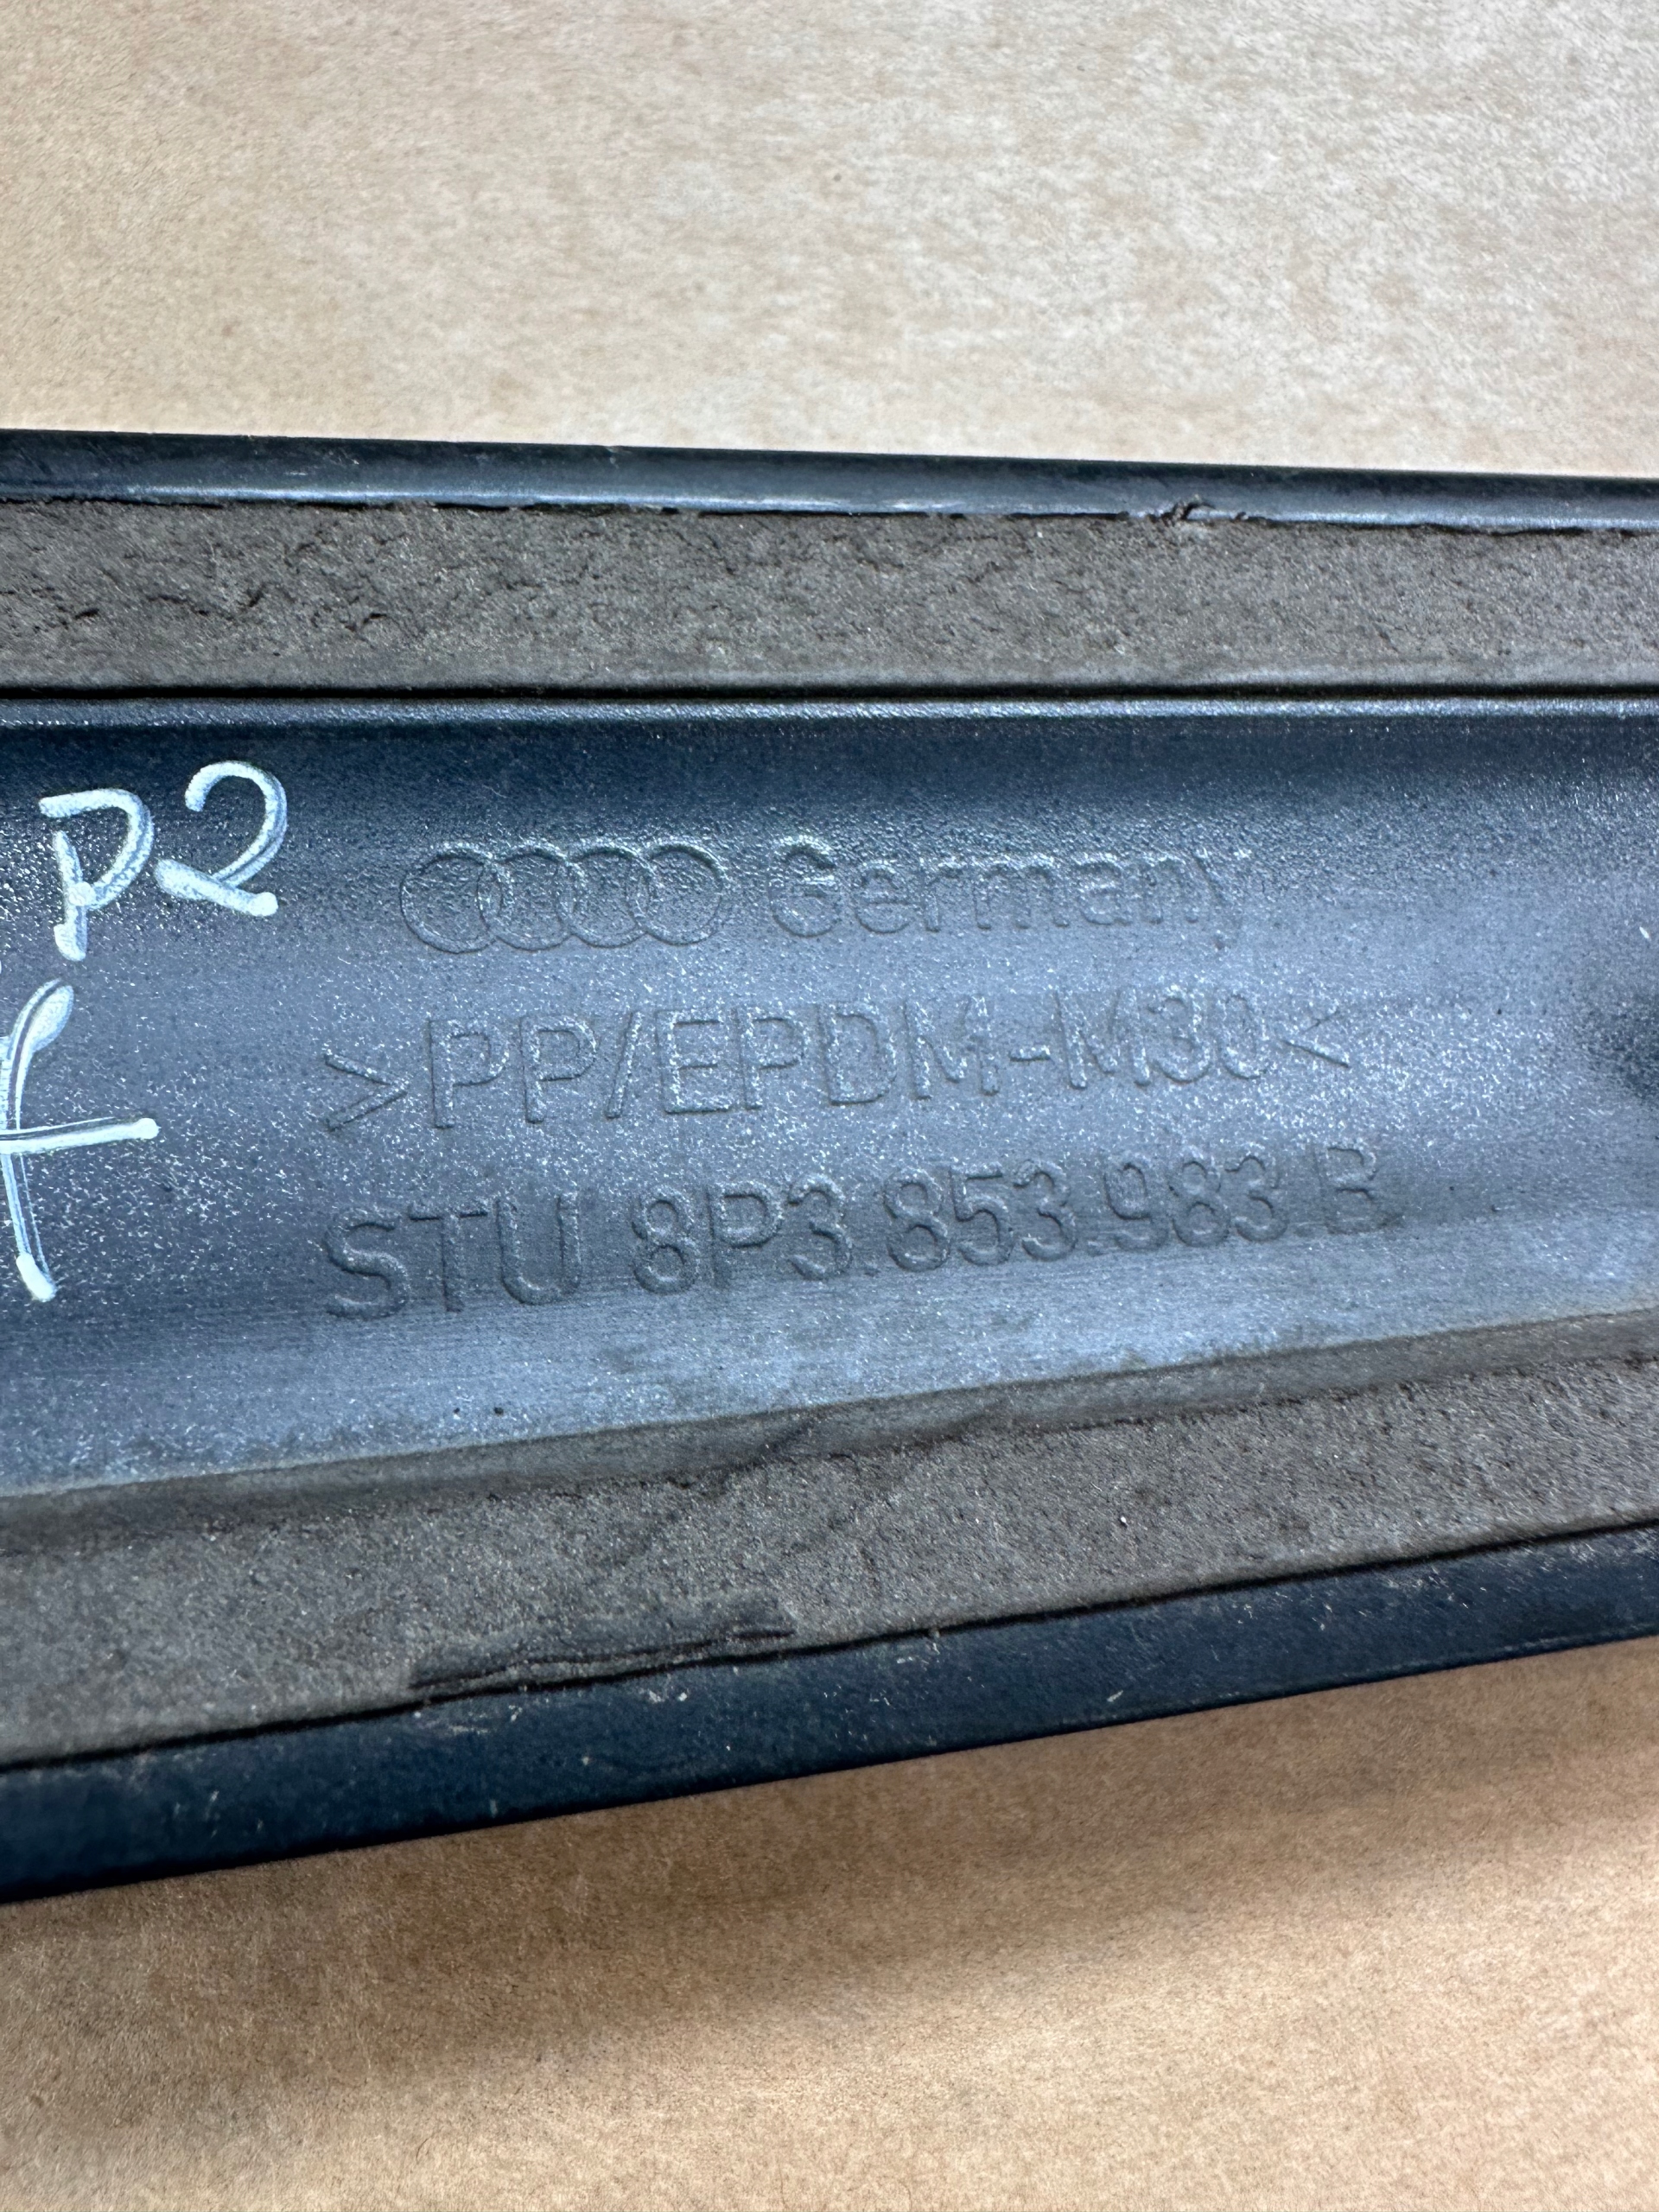 P2
Germany
>PP/EPDM-M30<
STU 8P3.853.983.B